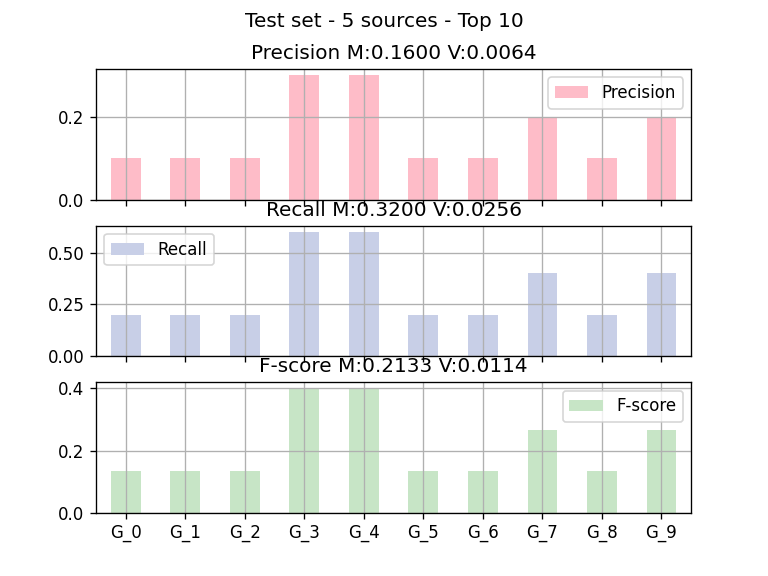 Test set - 5 sources - Top 10
Precision M:0.1600 V:0.0064
Precision
0.2
0.0
Recall M:0.3200 V:0.0256
Recall
0.50
0.25
0.00
F-score M:0.2133 V:0.0114
F-score
0.4
0.2
0.0
G_0 G_1 G_2 G_3 G_4 G_5 G_6 G_7 G_8 G_9